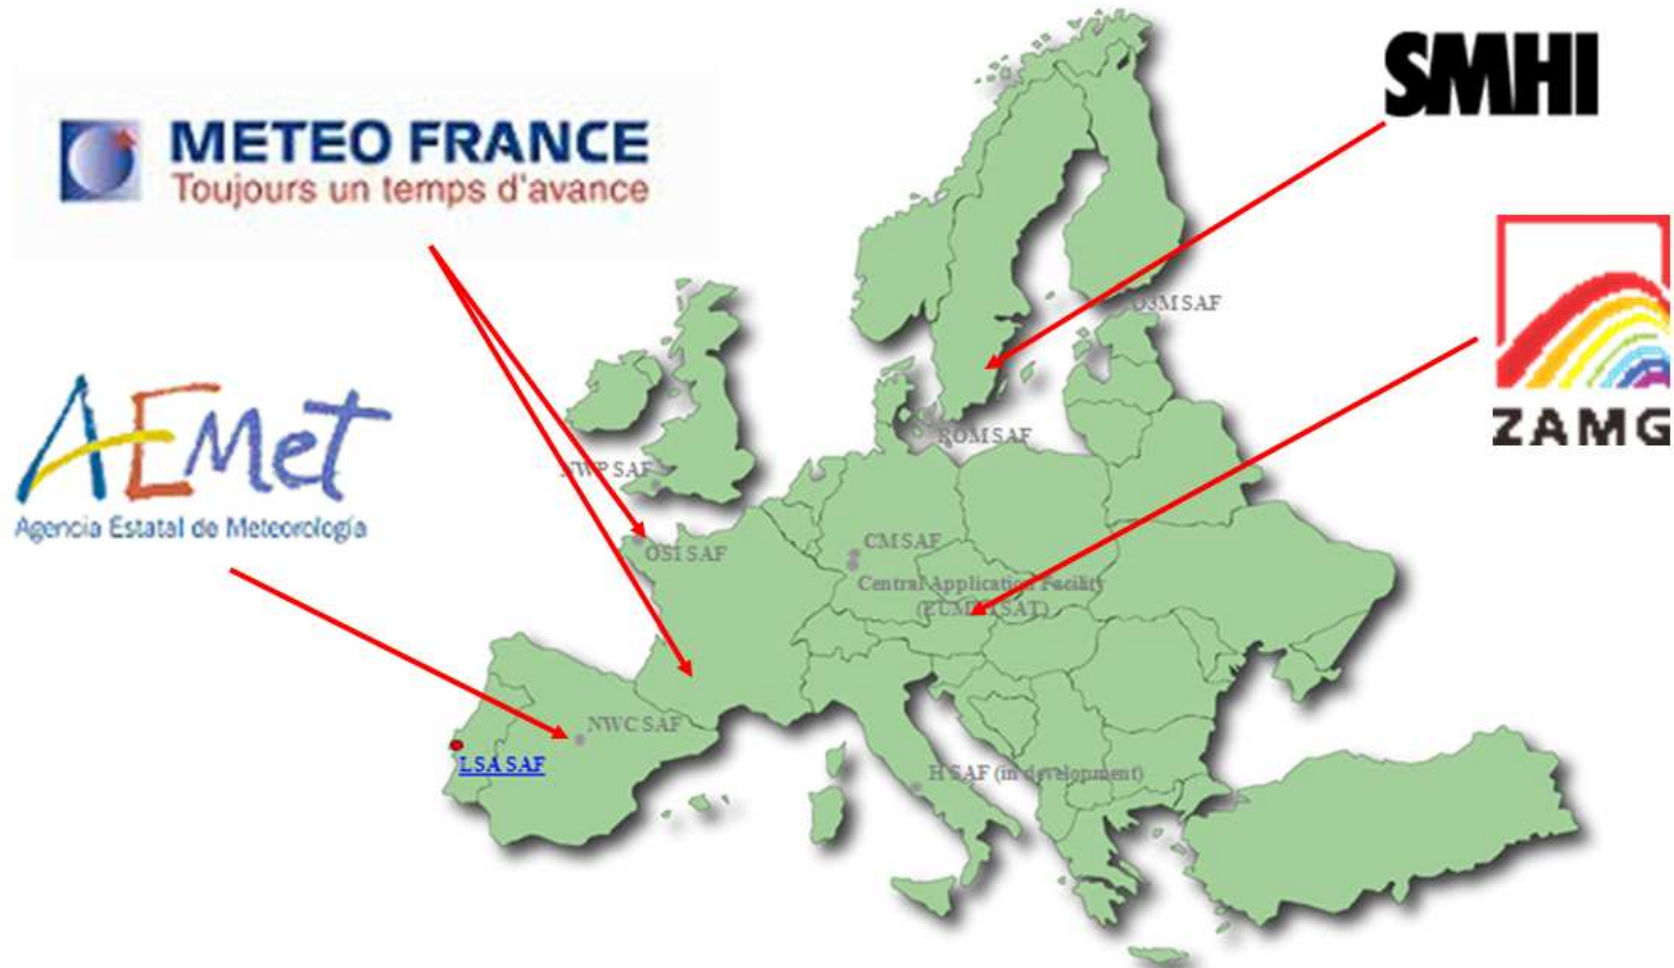 SMHI
METEO FRANCE
Toujours un temps d'avance
ZAMG
O3M SAF
AEMet
Agencia Estatal de Meteorología
ROM SAF
NWP SAF
OSI SAF
CM SAF
Central Application Facility
(EUMETSAT)
NWC SAF
LSA SAF
H SAF (in development)